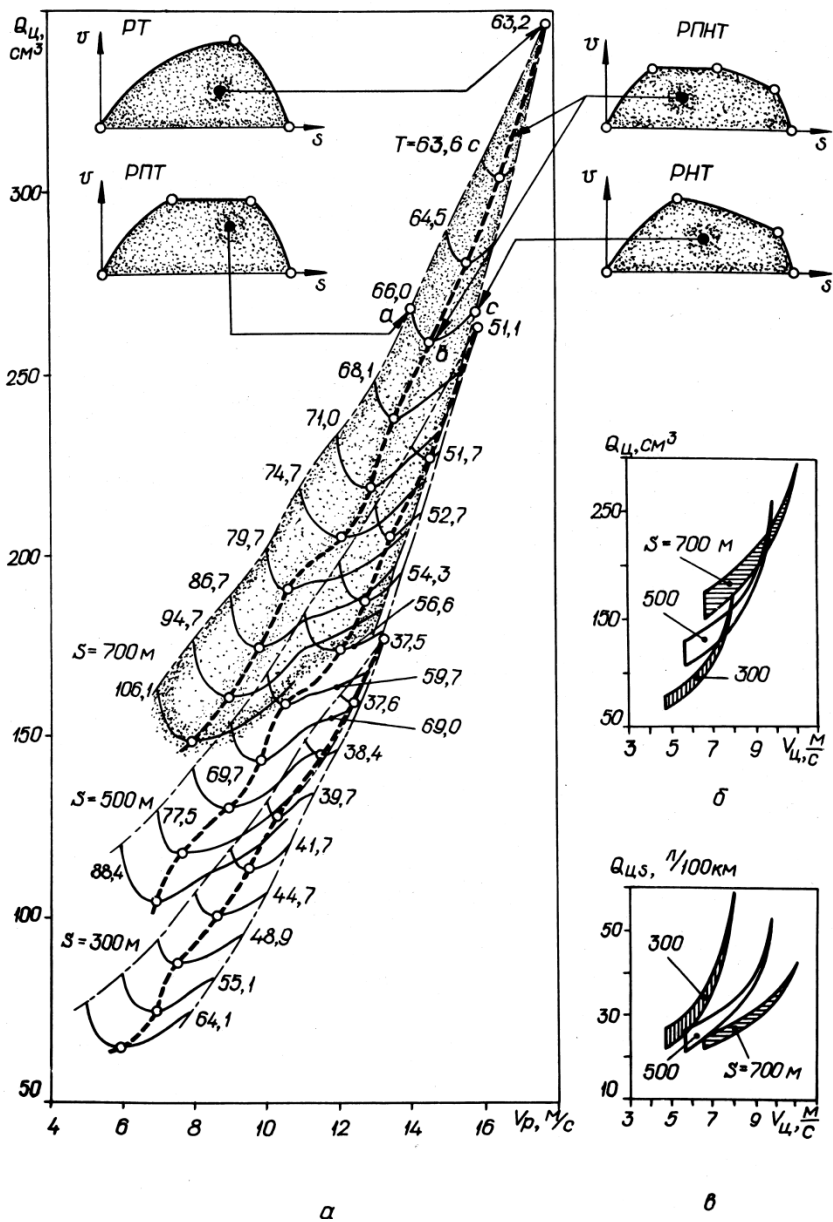 Qц, см³
300
250
200
150
100
50
4
6
8
10
12
14
16
Vр, м/с
а
РТ
υ
s
РПТ
υ
s
РПНТ
υ
s
РНТ
υ
s
63,2
T=63,6 с
64,5
66,0
а
в
с
68,1
71,0
74,7
79,7
86,7
94,7
S=700м
106,1
51,1
51,7
52,7
54,3
56,6
59,7
69,0
69,7
S=500м
77,5
88,4
37,5
37,6
38,4
39,7
41,7
44,7
S=300м
48,9
55,1
64,1
Qц, см³
250
150
50
S=700 м
500
300
3 5 7 9 Vц, м/с
б
Qцs, л/100км
50
30
10
300
500
S=700м
3 5 7 9 Vц, м/с
в